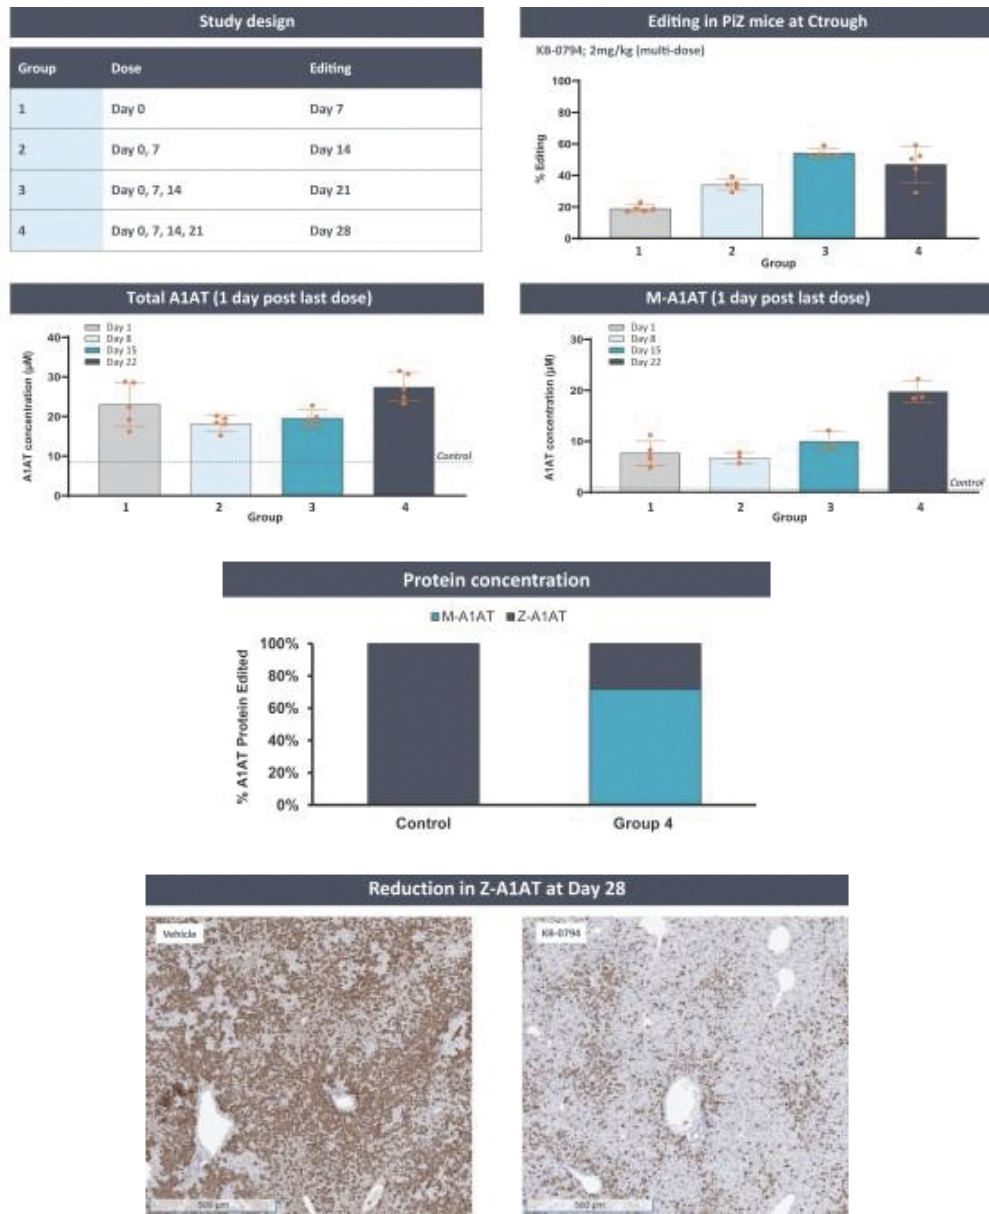 Study design
Group Dose Editing
1 Day 0 Day 7
2 Day 0, 7 Day 14
3 Day 0, 7, 14 Day 21
4 Day 0, 7, 14, 21 Day 28
Editing in PiZ mice at Ctrough
KB-0794; 2mg/kg (multi-dose)
% Editing
100
80
60
40
20
0
1 2 3 4
Group
Total A1AT (1 day post last dose)
Day 1
Day 8
Day 15
Day 22
A1AT concentration (µM)
40
30
20
10
0
Control
1 2 3 4
Group
M-A1AT (1 day post last dose)
Day 1
Day 8
Day 15
Day 22
A1AT concentration (µM)
30
20
10
0
Control
1 2 3 4
Group
Protein concentration
M-A1AT Z-A1AT
% A1AT Protein Edited
100%
80%
60%
40%
20%
0%
Control Group 4
Reduction in Z-A1AT at Day 28
Vehicle
KB-0794
500 µm
500 µm